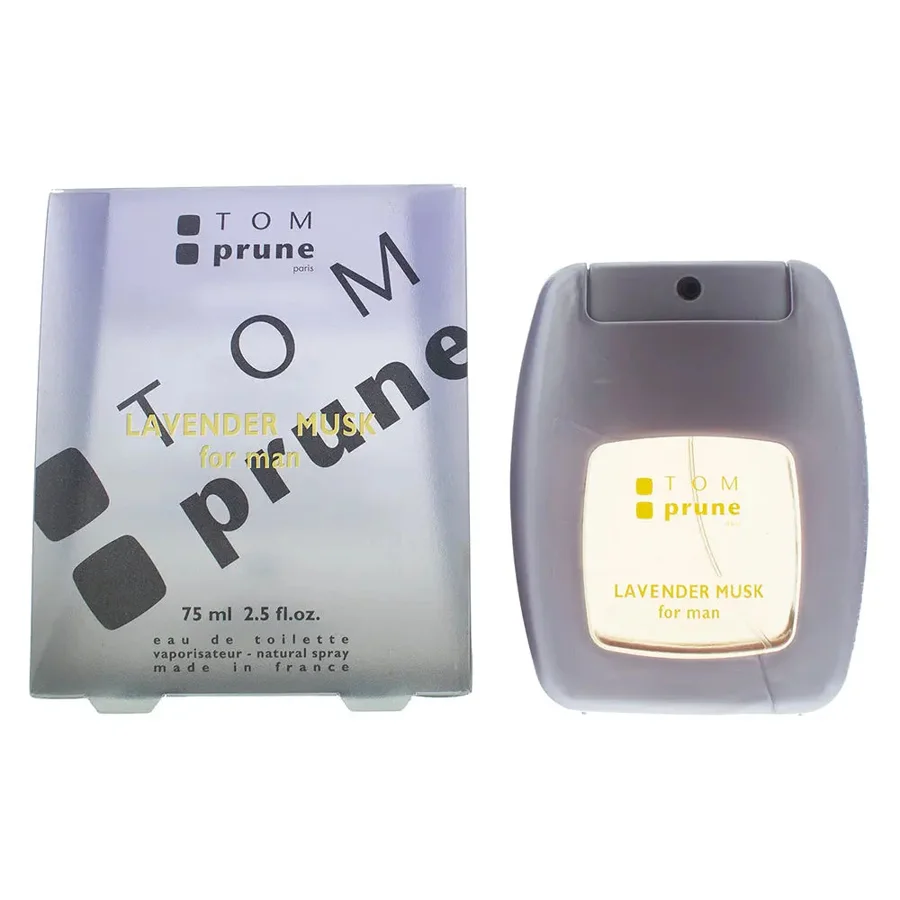 TOM
prune
paris
TOM
prune
LAVENDER MUSK
for man
75 ml 2.5 fl.oz.
eau de toilette
vaporisateur - natural spray
made in france
TOM
prune
LAVENDER MUSK
for man